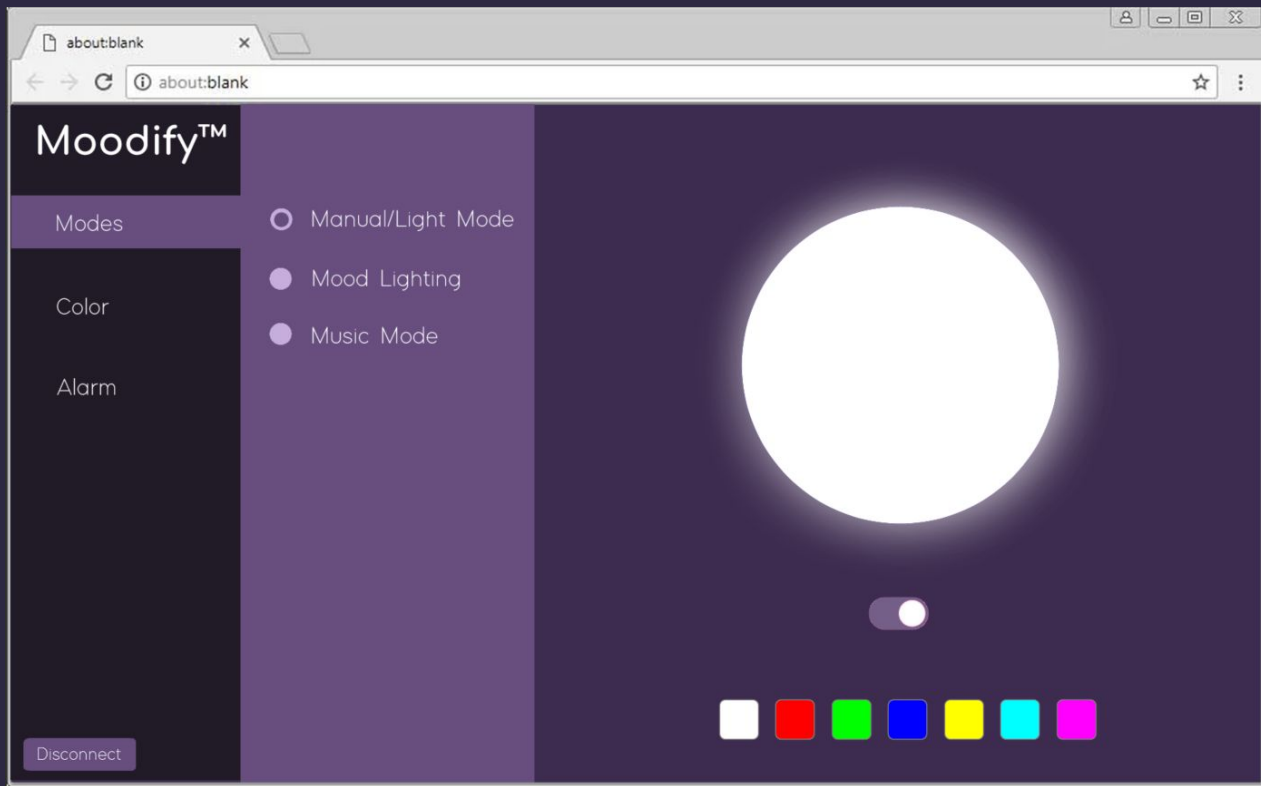 about:blank
about:blank
Moodify™
Modes
Color
Alarm
Disconnect
Manual/Light Mode
Mood Lighting
Music Mode